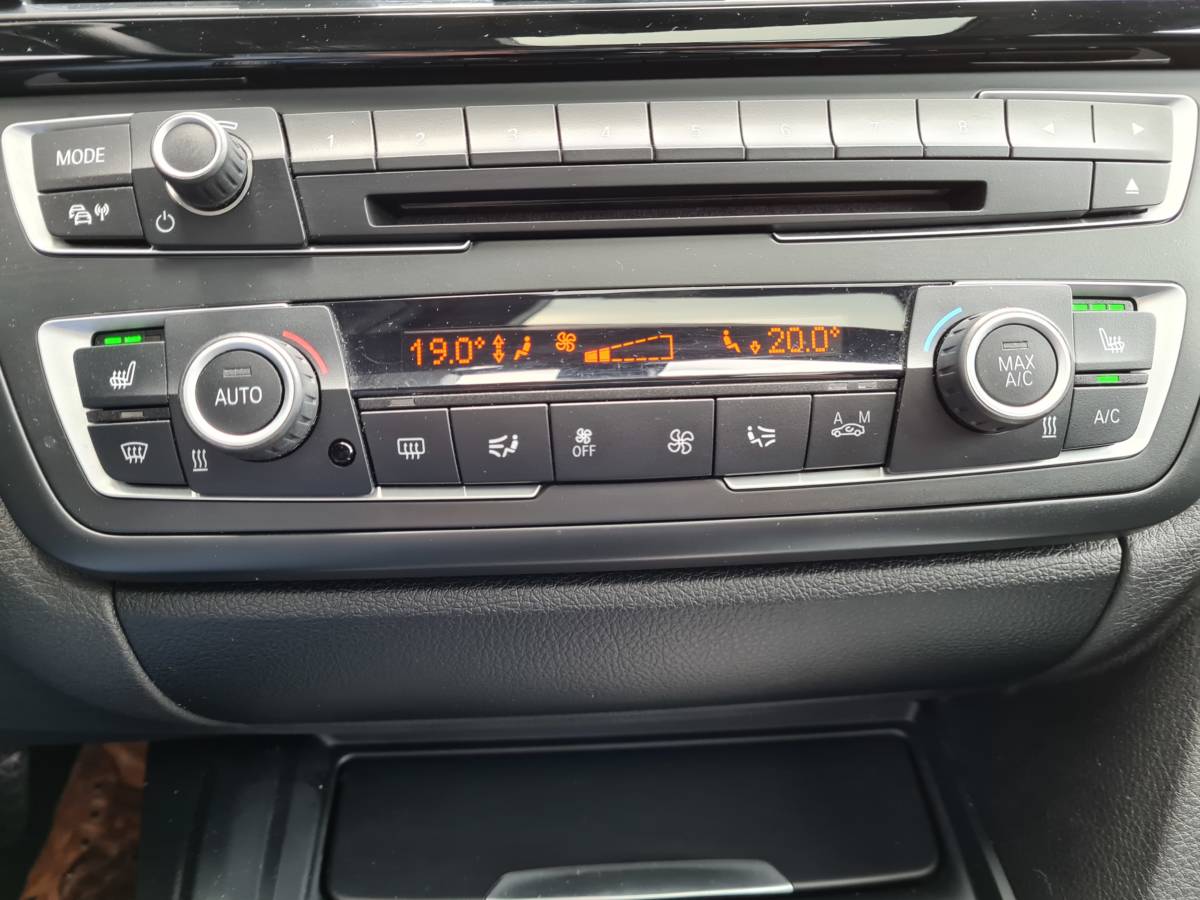 MODE
1 2 3 4 5 6 7 8
19.0° 20.0°
AUTO
MAX
A/C
OFF
A M
A/C